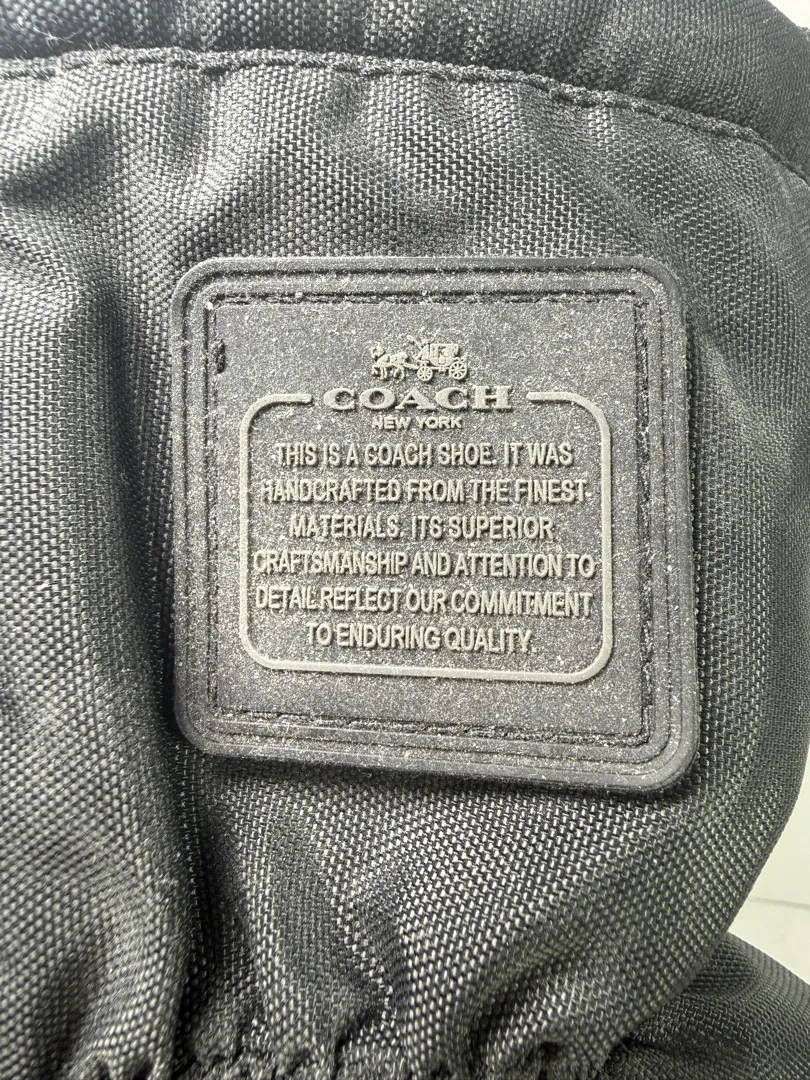 COACH
NEW YORK
THIS IS A COACH SHOE. IT WAS
HANDCRAFTED FROM THE FINEST
MATERIALS. ITS SUPERIOR
CRAFTSMANSHIP AND ATTENTION TO
DETAIL REFLECT OUR COMMITMENT
TO ENDURING QUALITY.